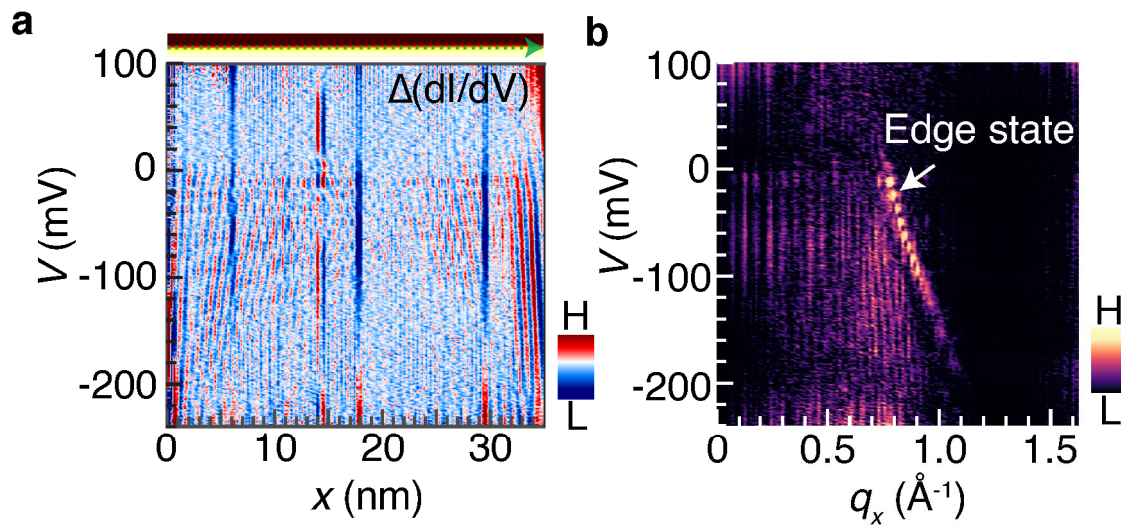 a
Δ(dI/dV)
100
0
-100
-200
V (mV)
0
10
20
30
x (nm)
H
L
b
Edge state
100
0
-100
-200
V (mV)
0
0.5
1.0
1.5
qₓ (Å⁻¹)
H
L